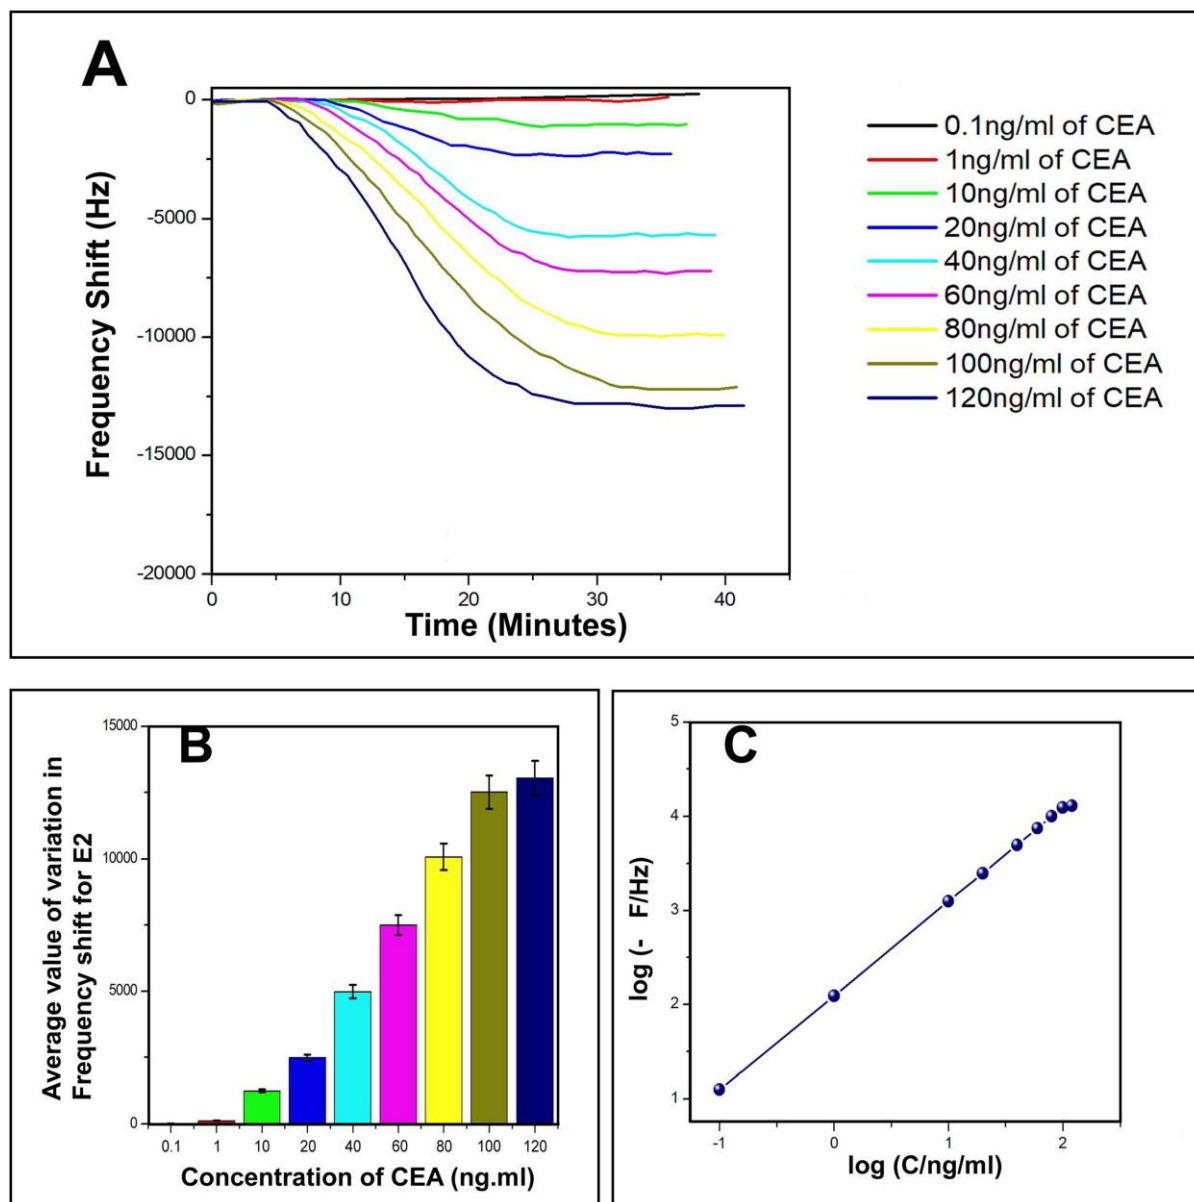 A
0
-5000
-10000
-15000
-20000
Frequency Shift (Hz)
0 10 20 30 40
Time (Minutes)
0.1ng/ml of CEA
1ng/ml of CEA
10ng/ml of CEA
20ng/ml of CEA
40ng/ml of CEA
60ng/ml of CEA
80ng/ml of CEA
100ng/ml of CEA
120ng/ml of CEA
B
15000
10000
5000
0
Average value of variation in
Frequency shift for E2
0.1 1 10 20 40 60 80 100 120
Concentration of CEA (ng.ml)
C
5
4
3
2
1
log (- F/Hz)
-1 0 1 2
log (C/ng/ml)